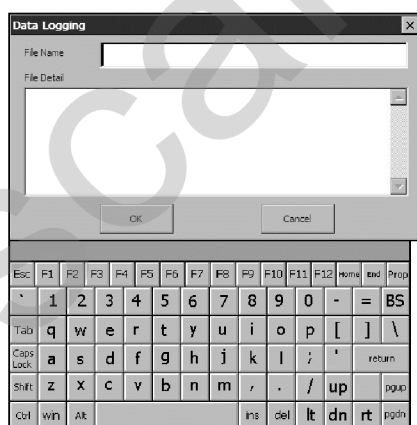 Data Logging
File Name
File Detail
OK Cancel
Esc F1 F2 F3 F4 F5 F6 F7 F8 F9 F10 F11 F12 Home End Prop
` 1 2 3 4 5 6 7 8 9 0 - = BS
Tab q w e r t y u i o p [ ] \
Caps Lock a s d f g h j k l ; ' return
Shift z x c v b n m , . / up pgup
Ctrl win Alt ins del lt dn rt pgdn